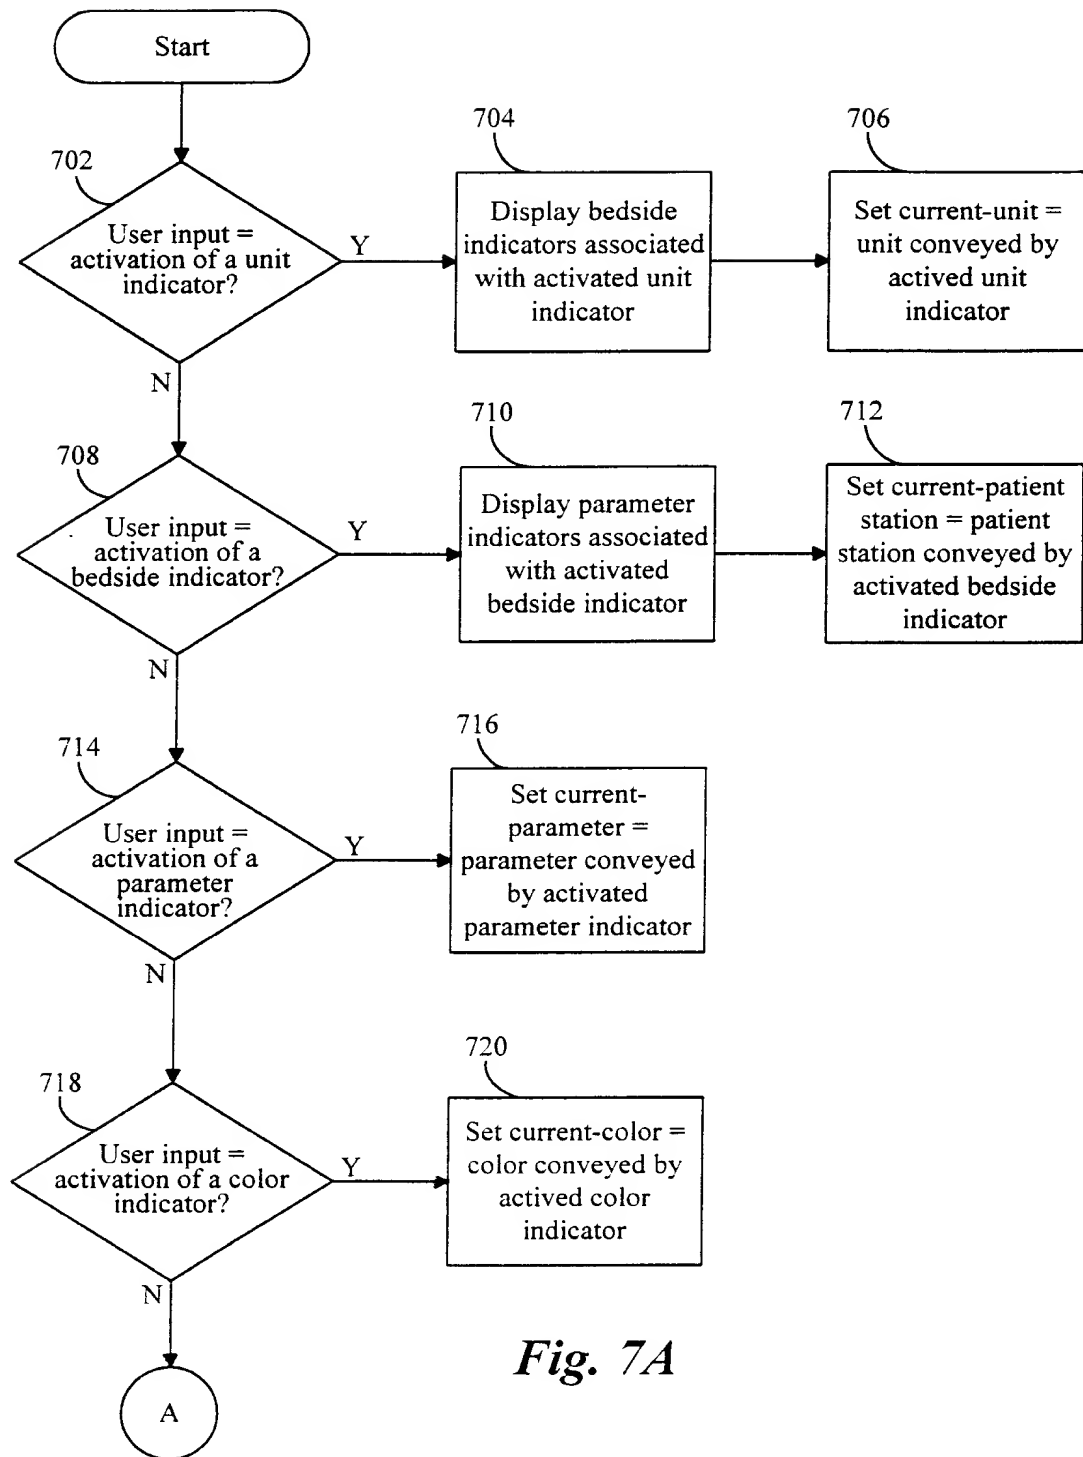 Start
702
User input =
activation of a unit
indicator?
Y
N
704
Display bedside
indicators associated
with activated unit
indicator
706
Set current-unit =
unit conveyed by
actived unit
indicator
708
User input =
activation of a
bedside indicator?
Y
N
710
Display parameter
indicators associated
with activated
bedside indicator
712
Set current-patient
station = patient
station conveyed by
activated bedside
indicator
714
User input =
activation of a
parameter
indicator?
Y
N
716
Set current-
parameter =
parameter conveyed
by activated
parameter indicator
718
User input =
activation of a color
indicator?
Y
N
720
Set current-color =
color conveyed by
actived color
indicator
A
Fig. 7A